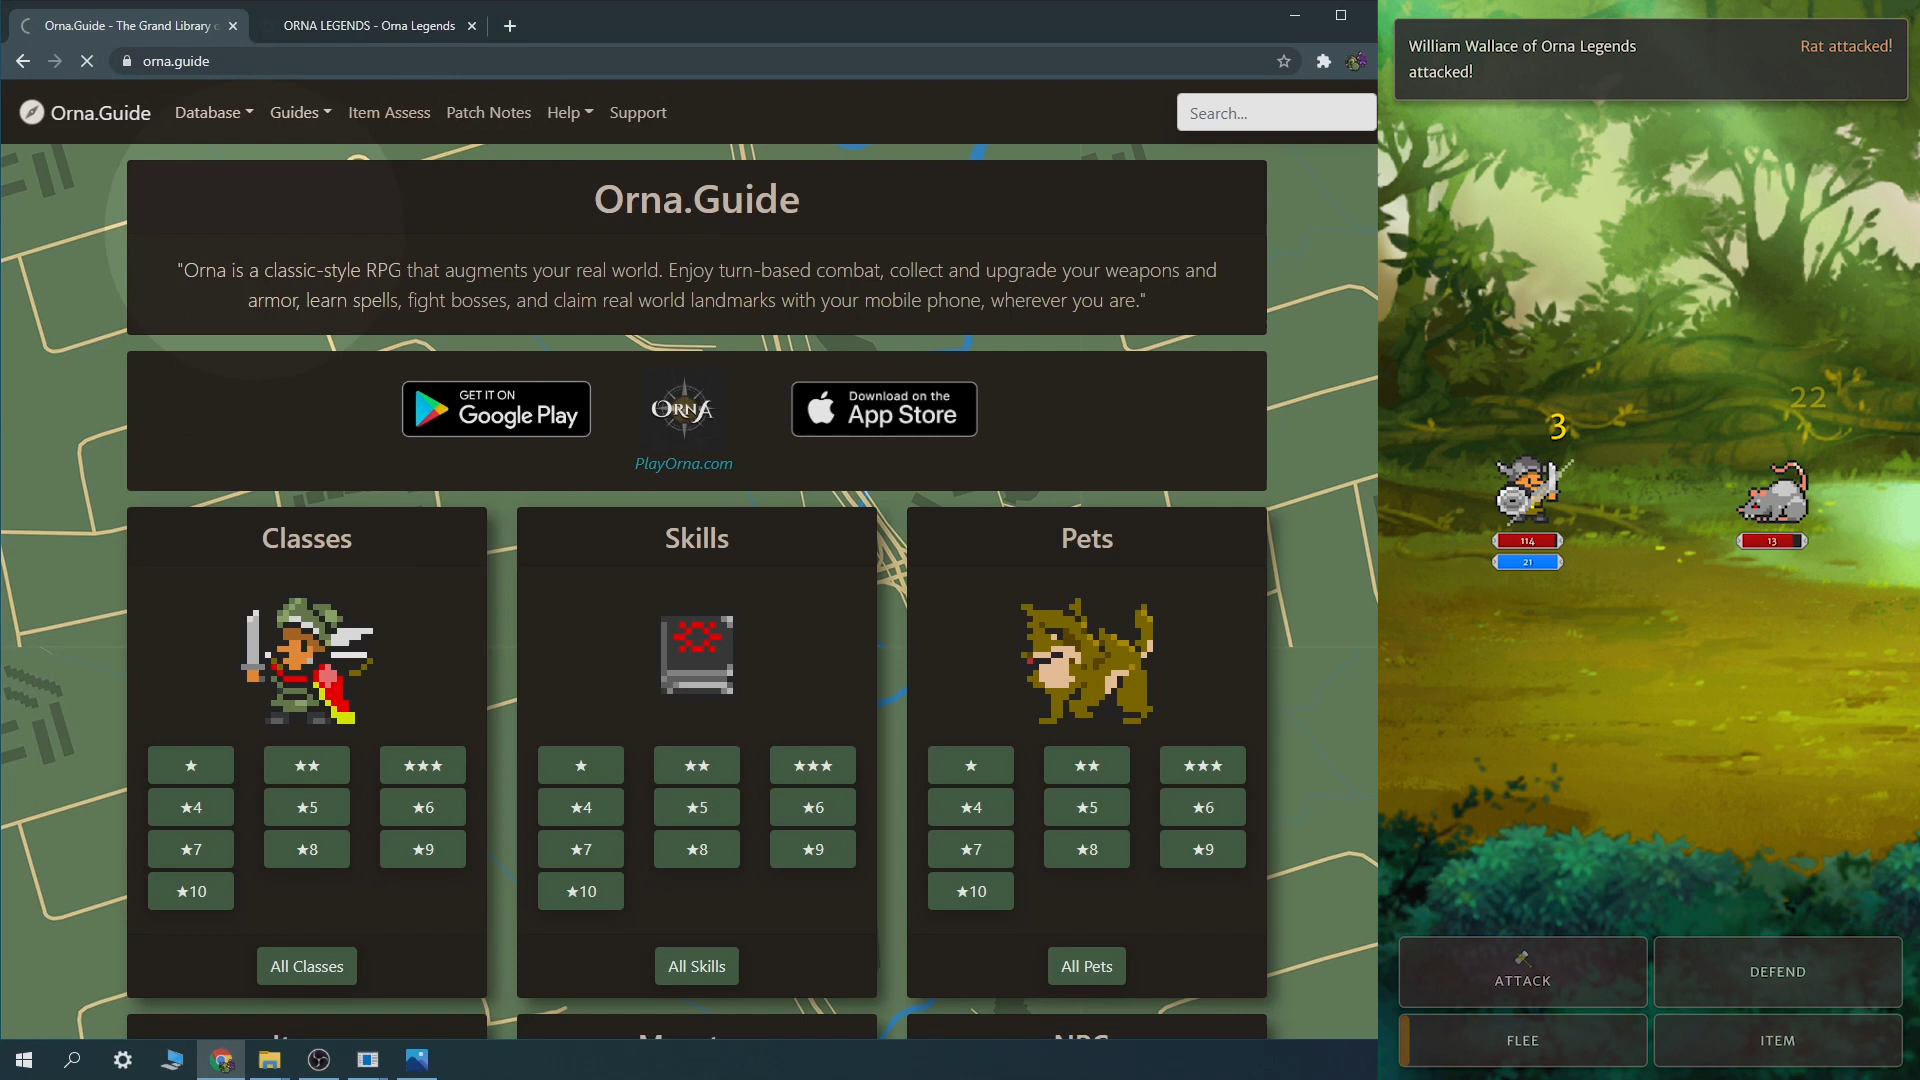 Orna.Guide - The Grand Library o
ORNA LEGENDS - Orna Legends
orna.guide
Orna.Guide
Database
Guides
Item Assess
Patch Notes
Help
Support
Search...
Orna.Guide
"Orna is a classic-style RPG that augments your real world. Enjoy turn-based combat, collect and upgrade your weapons and
armor, learn spells, fight bosses, and claim real world landmarks with your mobile phone, wherever you are."
GET IT ON
Google Play
ORNA
PlayOrna.com
Download on the
App Store
Classes
★
★★
★★★
★4
★5
★6
★7
★8
★9
★10
All Classes
Skills
★
★★
★★★
★4
★5
★6
★7
★8
★9
★10
All Skills
Pets
★
★★
★★★
★4
★5
★6
★7
★8
★9
★10
All Pets
William Wallace of Orna Legends
attacked!
Rat attacked!
3
22
114
21
13
ATTACK
DEFEND
FLEE
ITEM